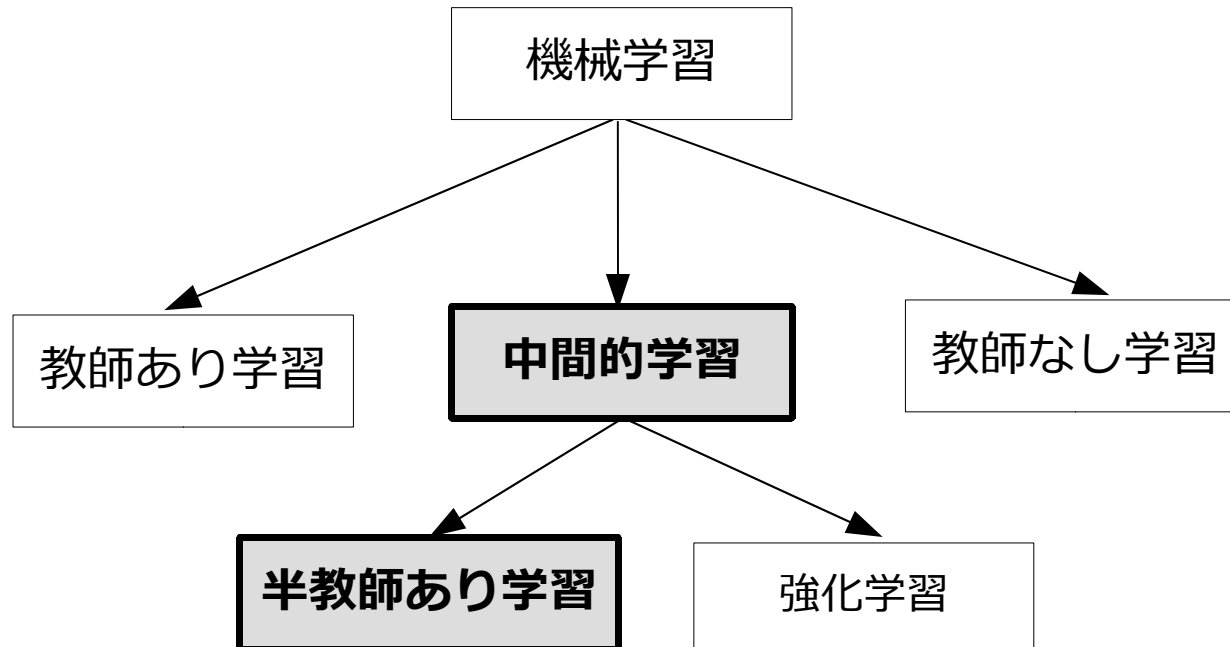 機械学習
教師あり学習
中間的学習
教師なし学習
半教師あり学習
強化学習